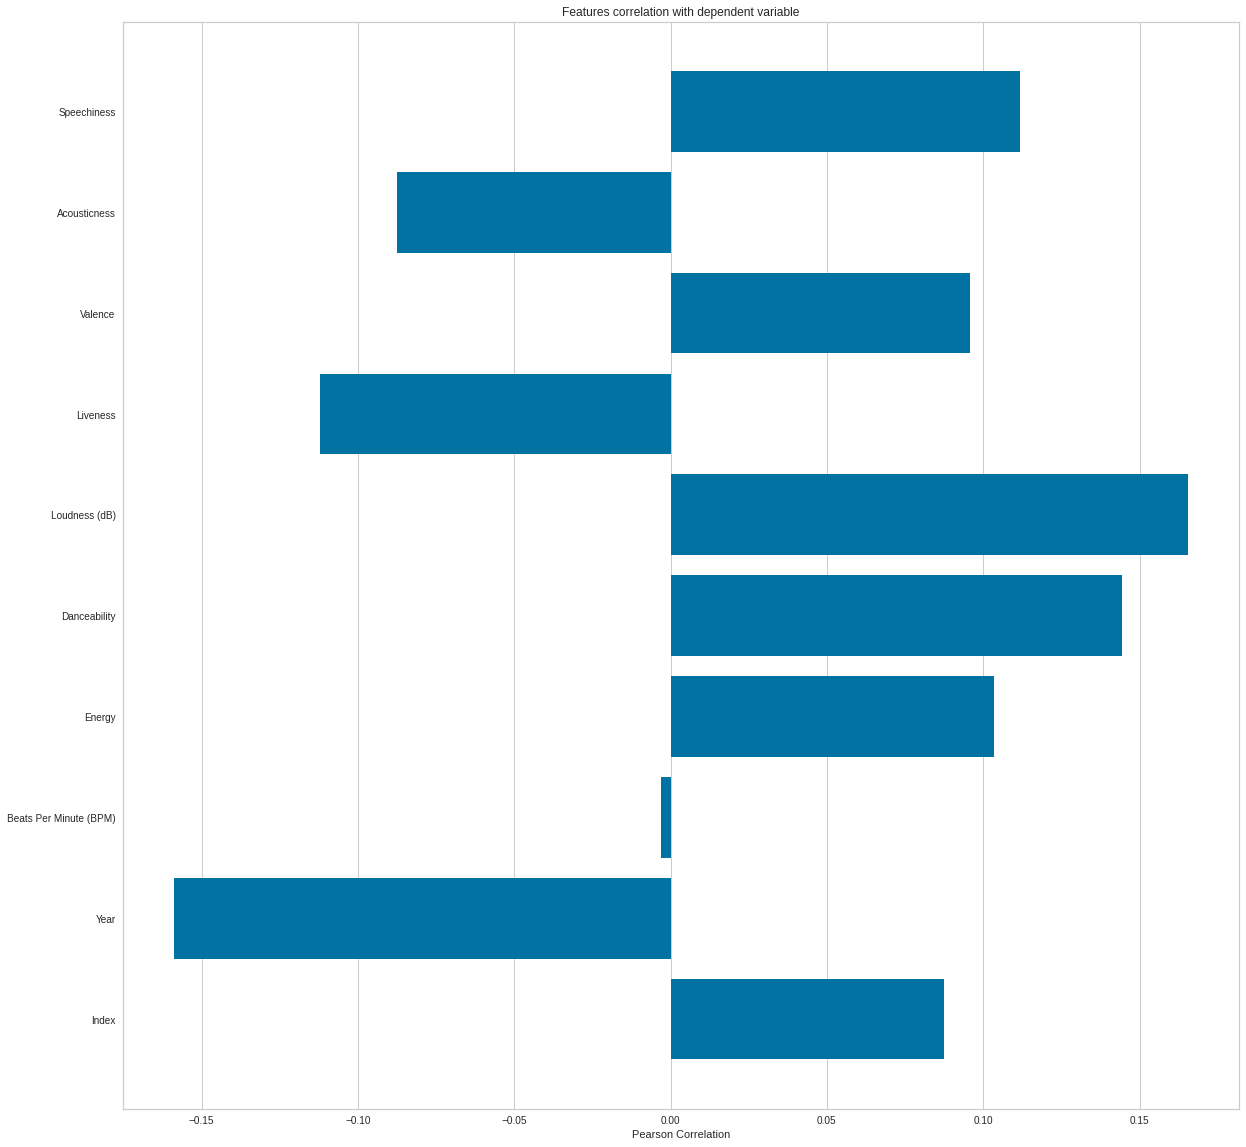 Features correlation with dependent variable
Speechiness
Acousticness
Valence
Liveness
Loudness (dB)
Danceability
Energy
Beats Per Minute (BPM)
Year
Index
−0.15 −0.10 −0.05 0.00 0.05 0.10 0.15
Pearson Correlation